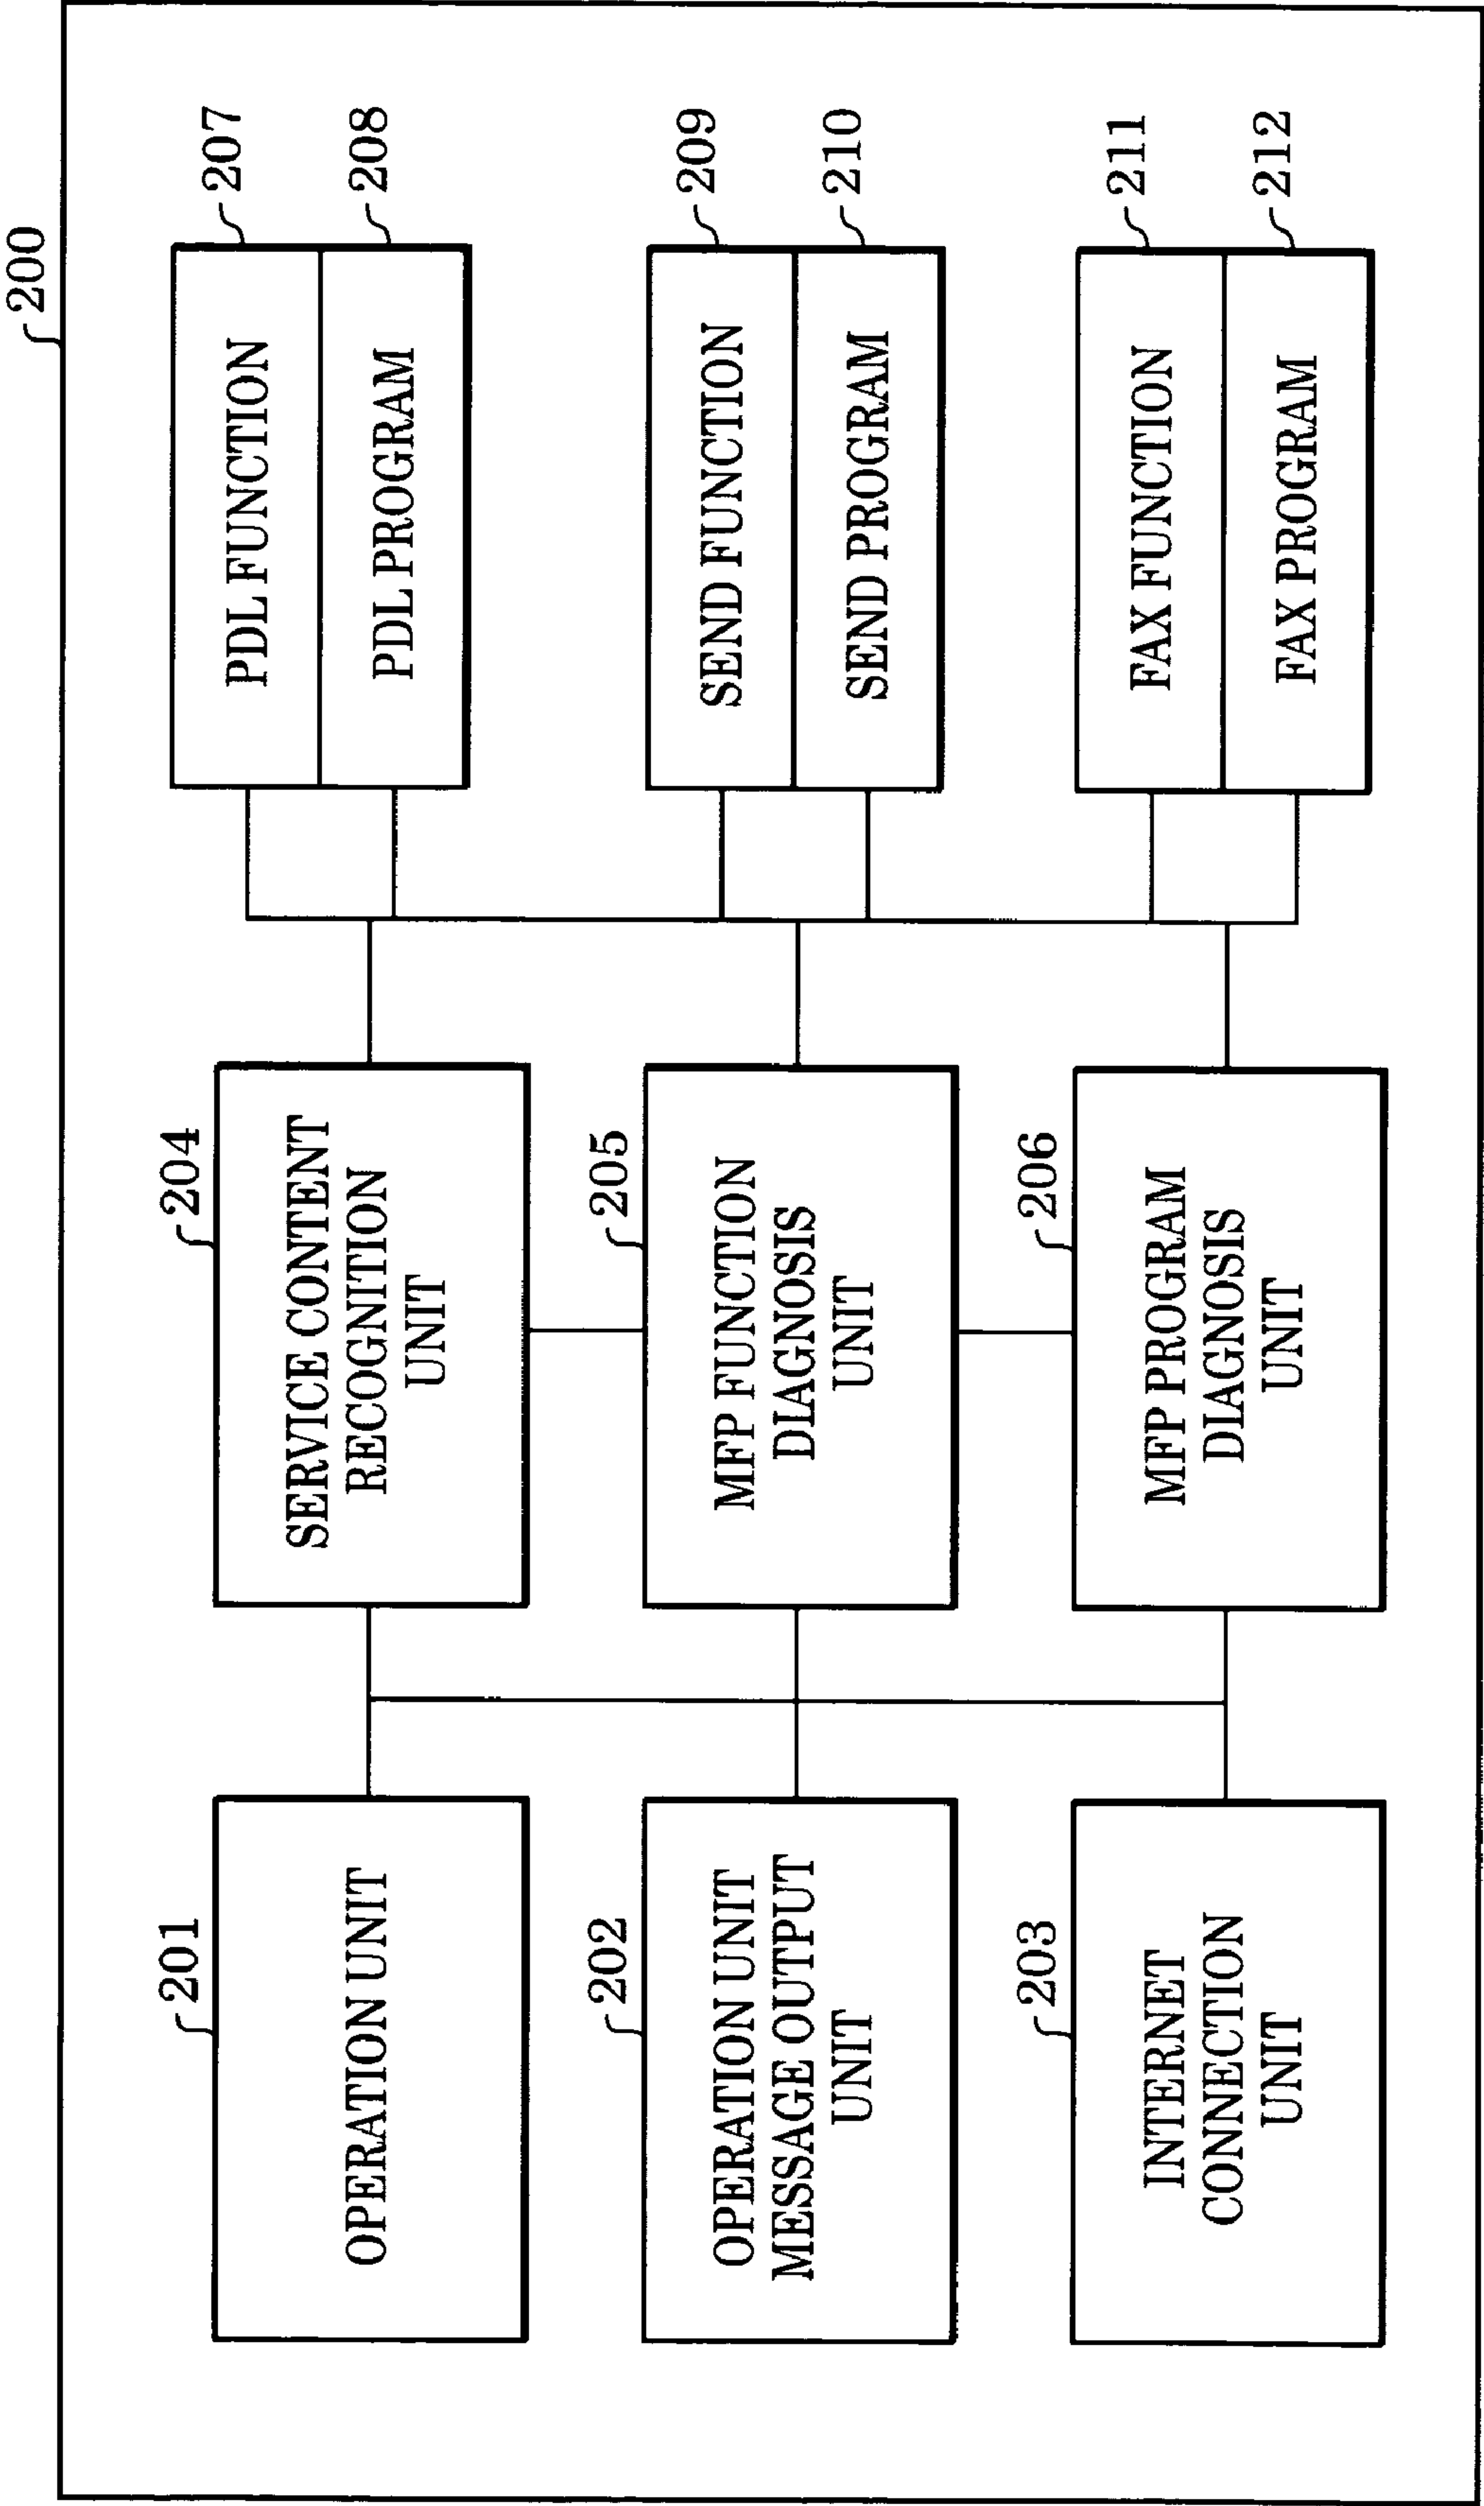 200
201
OPERATION UNIT
202
OPERATION UNIT
MESSAGE OUTPUT
UNIT
203
INTERNET
CONNECTION
UNIT
204
SERVICE CONTENT
RECOGNITION
UNIT
205
MFP FUNCTION
DIAGNOSIS
UNIT
206
MFP PROGRAM
DIAGNOSIS
UNIT
PDL FUNCTION
207
PDL PROGRAM
208
SEND FUNCTION
209
SEND PROGRAM
210
FAX FUNCTION
211
FAX PROGRAM
212